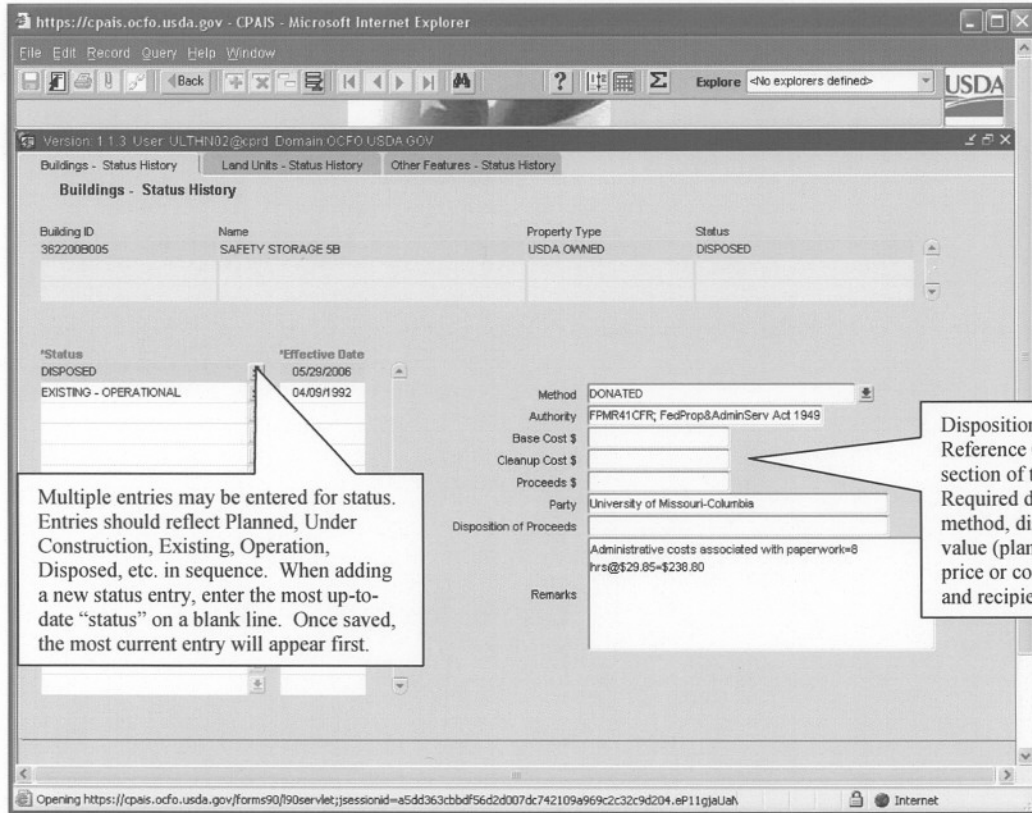 https://cpais.ocfo.usda.gov - CPAIS - Microsoft Internet Explorer
File Edit Record Query Help Window
Back
? Σ Explore <No explorers defined>
USDA
Version: 1.1.3 User: ULTHN02@cprd Domain OCFO.USDA.GOV
Buildings - Status History Land Units - Status History Other Features - Status History
Buildings - Status History
Building ID Name Property Type Status
362200B005 SAFETY STORAGE 5B USDA OWNED DISPOSED
*Status *Effective Date
DISPOSED 05/29/2006
EXISTING - OPERATIONAL 04/09/1992
Multiple entries may be entered for status.
Entries should reflect Planned, Under
Construction, Existing, Operation,
Disposed, etc. in sequence. When adding
a new status entry, enter the most up-to-
date “status” on a blank line. Once saved,
the most current entry will appear first.
Method DONATED
Authority FPMR41CFR; FedProp&AdminServ Act 1949
Base Cost $
Cleanup Cost $
Proceeds $
Party University of Missouri-Columbia
Disposition of Proceeds
Remarks Administrative costs associated with paperwork=8
hrs@$29.85=$238.80
Disposition
Reference
section of t
Required d
method, di
value (plan
price or co
and recipie
Opening https://cpais.ocfo.usda.gov/forms90/l90servlet;jsessionid=a5dd363cbbdf56d2d007dc742109a969c2c32c9d204.eP11gjaUaN Internet